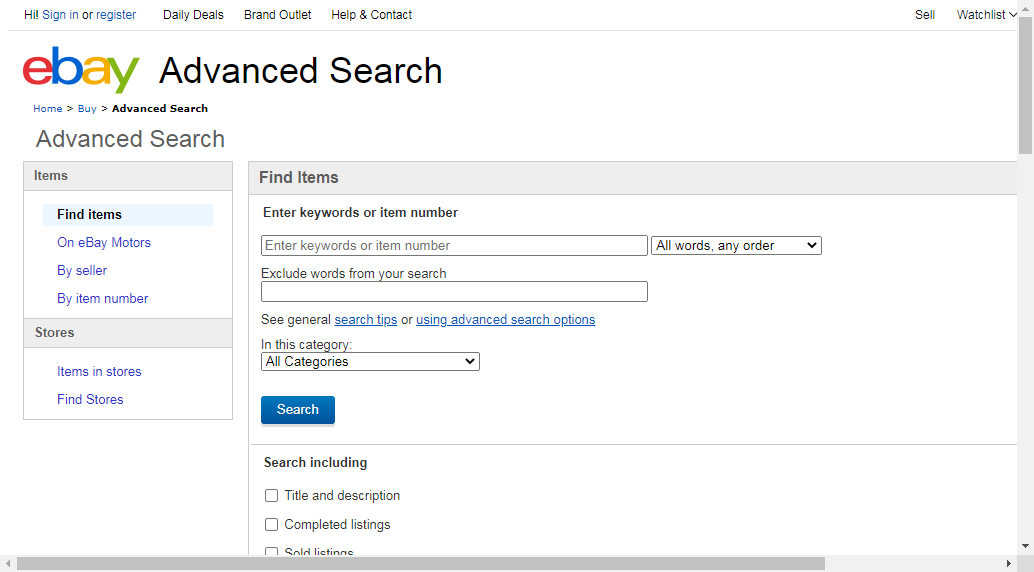 Hi! Sign in or register Daily Deals Brand Outlet Help & Contact Sell Watchlist
ebay Advanced Search
Home > Buy > Advanced Search
Advanced Search
Items
Find items
On eBay Motors
By seller
By item number
Stores
Items in stores
Find Stores
Find Items
Enter keywords or item number
Enter keywords or item number All words, any order
Exclude words from your search
See general search tips or using advanced search options
In this category:
All Categories
Search
Search including
Title and description
Completed listings
Sold listings